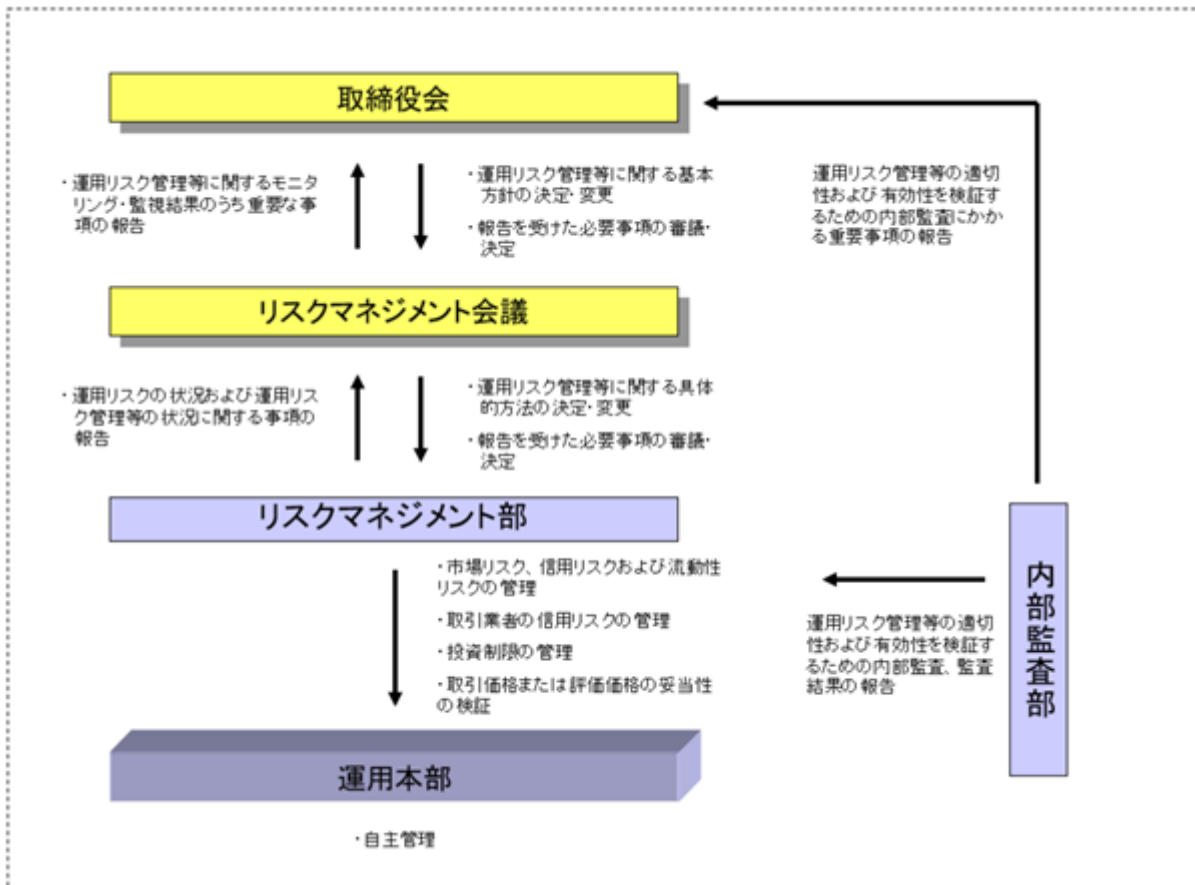 取締役会
・運用リスク管理等に関するモニタ
リング・監視結果のうち重要な事
項の報告
・運用リスク管理等に関する基本
方針の決定・変更
・報告を受けた必要事項の審議・
決定
運用リスク管理等の適切
性および有効性を検証す
るための内部監査にかか
る重要事項の報告
リスクマネジメント会議
・運用リスクの状況および運用リス
ク管理等の状況に関する事項の
報告
・運用リスク管理等に関する具体
的方法の決定・変更
・報告を受けた必要事項の審議・
決定
リスクマネジメント部
・市場リスク、信用リスクおよび流動性
リスクの管理
・取引業者の信用リスクの管理
・投資制限の管理
・取引価格または評価価格の妥当性
の検証
運用リスク管理等の適切
性および有効性を検証す
るための内部監査、監査
結果の報告
内部監査部
運用本部
・自主管理